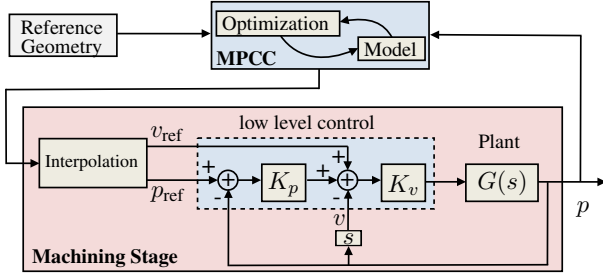 Reference
Geometry
Optimization
Model
MPCC
low level control
Plant
Interpolation
v_ref
p_ref
+
-
+
K_p
+
+
-
+
K_v
G(s)
p
v
s
Machining Stage